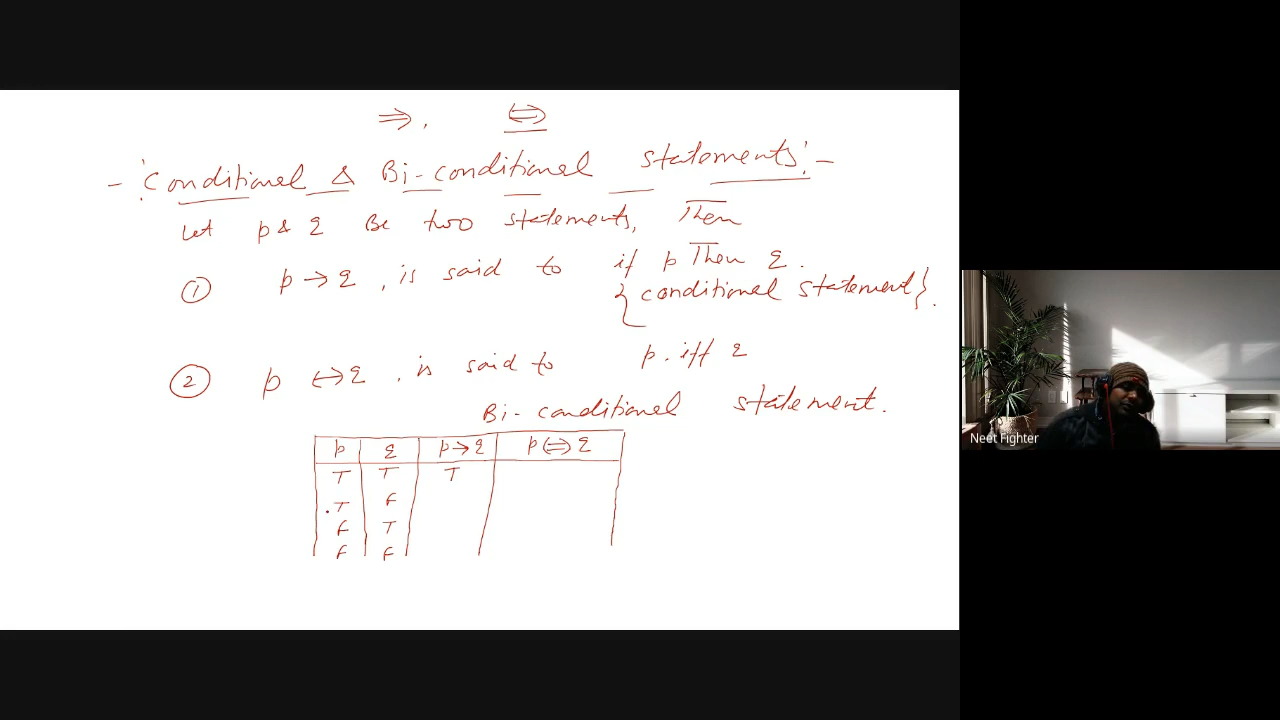 ⇒, ⇔
- : Conditional & Bi-conditional statements : -
Let p & q Be two statements, Then
① p → q , is said to if p Then q .
{ conditional statement } .
② p ↔ q , is said to p . iff q
Bi-conditional statement.
p q p → q p ⇔ q
T T T
T F
F T
F F
Neet Fighter